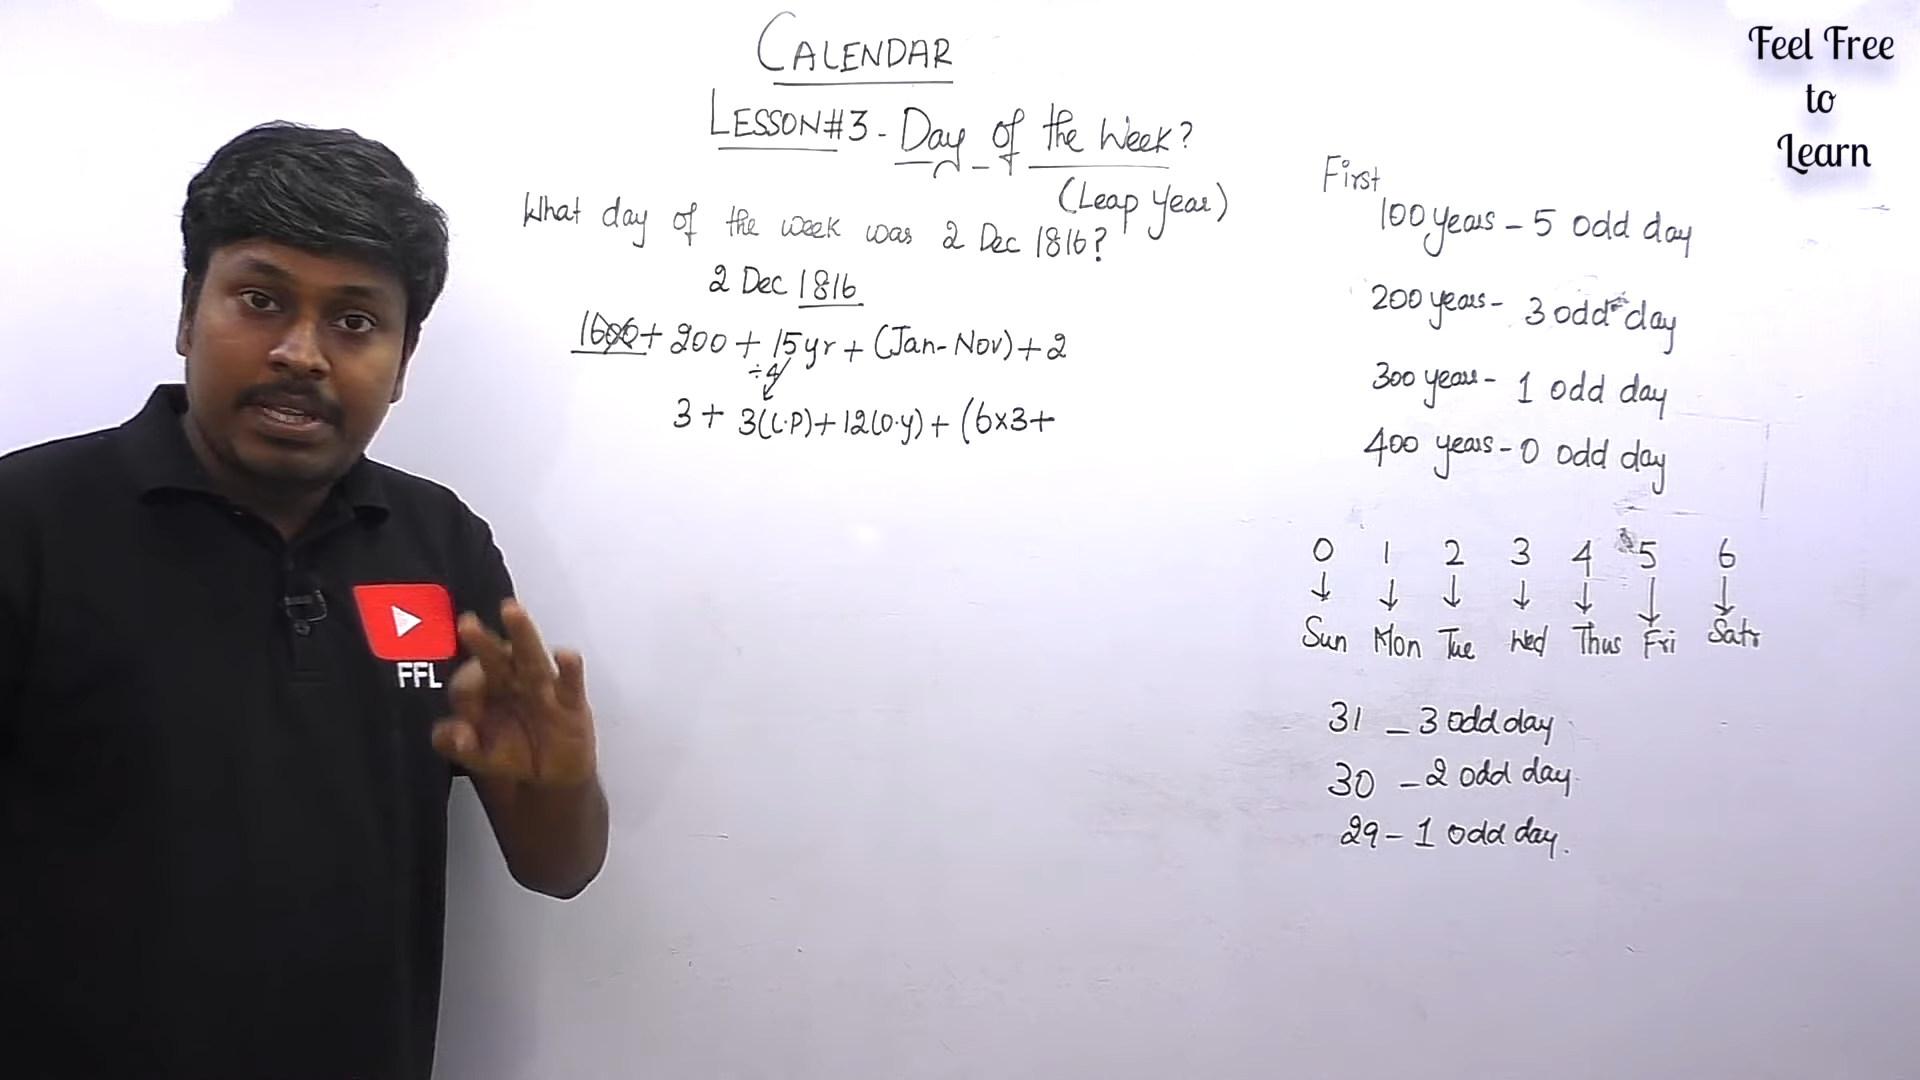 CALENDAR
LESSON#3 - Day of the Week?
(Leap Year)
What day of the week was 2 Dec 1816?
2 Dec 1816
1600 + 200 + 15yr + (Jan-Nov) + 2
÷4
3 + 3(L.P) + 12(O.y) + (6x3+
First
100 years - 5 odd day
200 years - 3 odd day
300 years - 1 odd day
400 years - 0 odd day
0 1 2 3 4 5 6
Sun Mon Tue Wed Thus Fri Satr
31 - 3 odd day
30 - 2 odd day
29 - 1 odd day.
Feel Free
to
Learn
FFL